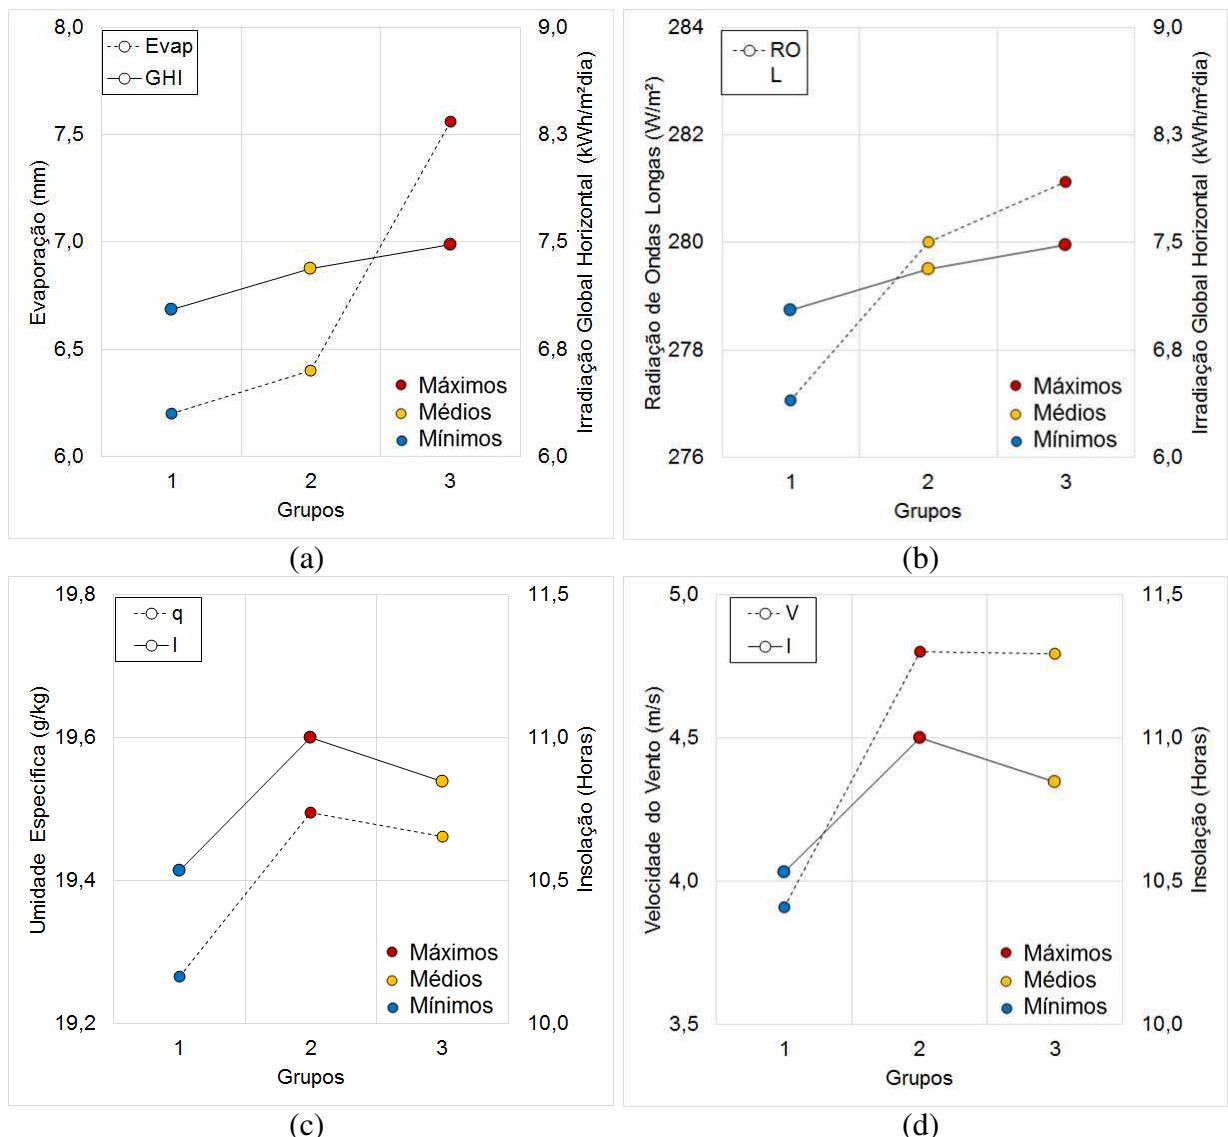 8,0
7,5
7,0
6,5
6,0
Evaporação (mm)
Evap
GHI
9,0
8,3
7,5
6,8
6,0
Irradiação Global Horizontal (kWh/m²dia)
Máximos
Médios
Mínimos
1 2 3
Grupos
(a)
284
282
280
278
276
Radiação de Ondas Longas (W/m²)
RO
L
9,0
8,3
7,5
6,8
6,0
Irradiação Global Horizontal (kWh/m²dia)
Máximos
Médios
Mínimos
1 2 3
Grupos
(b)
19,8
19,6
19,4
19,2
Umidade Específica (g/kg)
q
I
11,5
11,0
10,5
10,0
Insolação (Horas)
Máximos
Médios
Mínimos
1 2 3
Grupos
(c)
5,0
4,5
4,0
3,5
Velocidade do Vento (m/s)
V
I
11,5
11,0
10,5
10,0
Insolação (Horas)
Máximos
Médios
Mínimos
1 2 3
Grupos
(d)